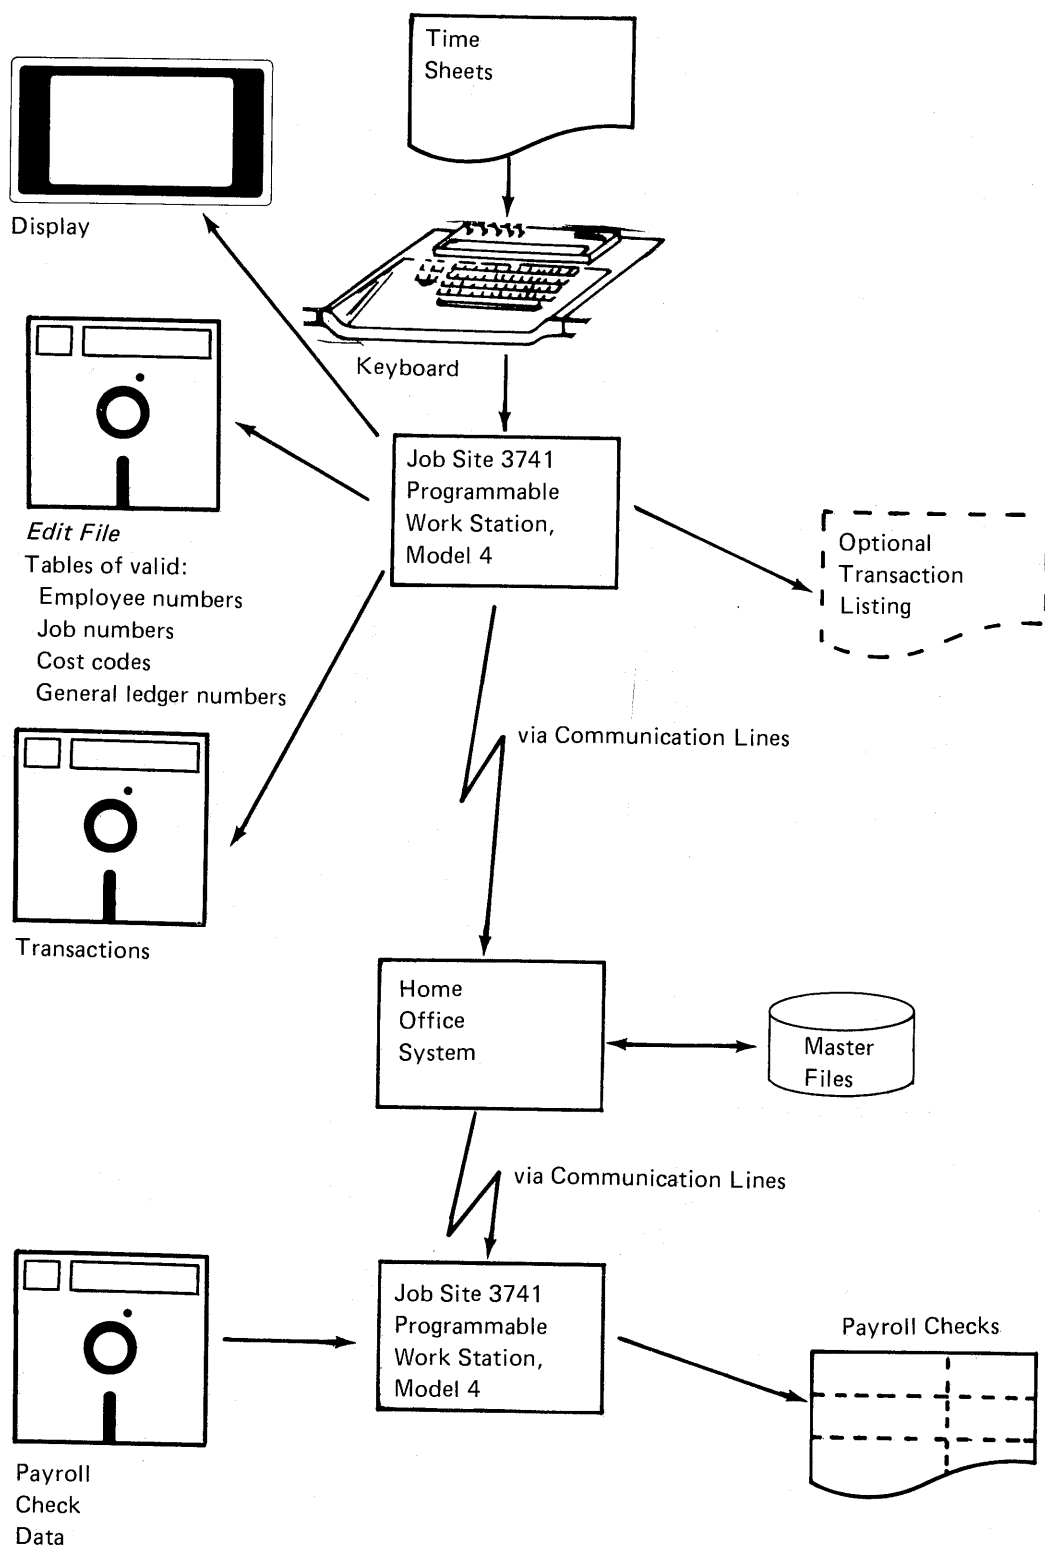 Time
Sheets
Display
Keyboard
Job Site 3741
Programmable
Work Station,
Model 4
Edit File
Tables of valid:
Employee numbers
Job numbers
Cost codes
General ledger numbers
Optional
Transaction
Listing
via Communication Lines
Transactions
Home
Office
System
Master
Files
via Communication Lines
Job Site 3741
Programmable
Work Station,
Model 4
Payroll Checks
Payroll
Check
Data